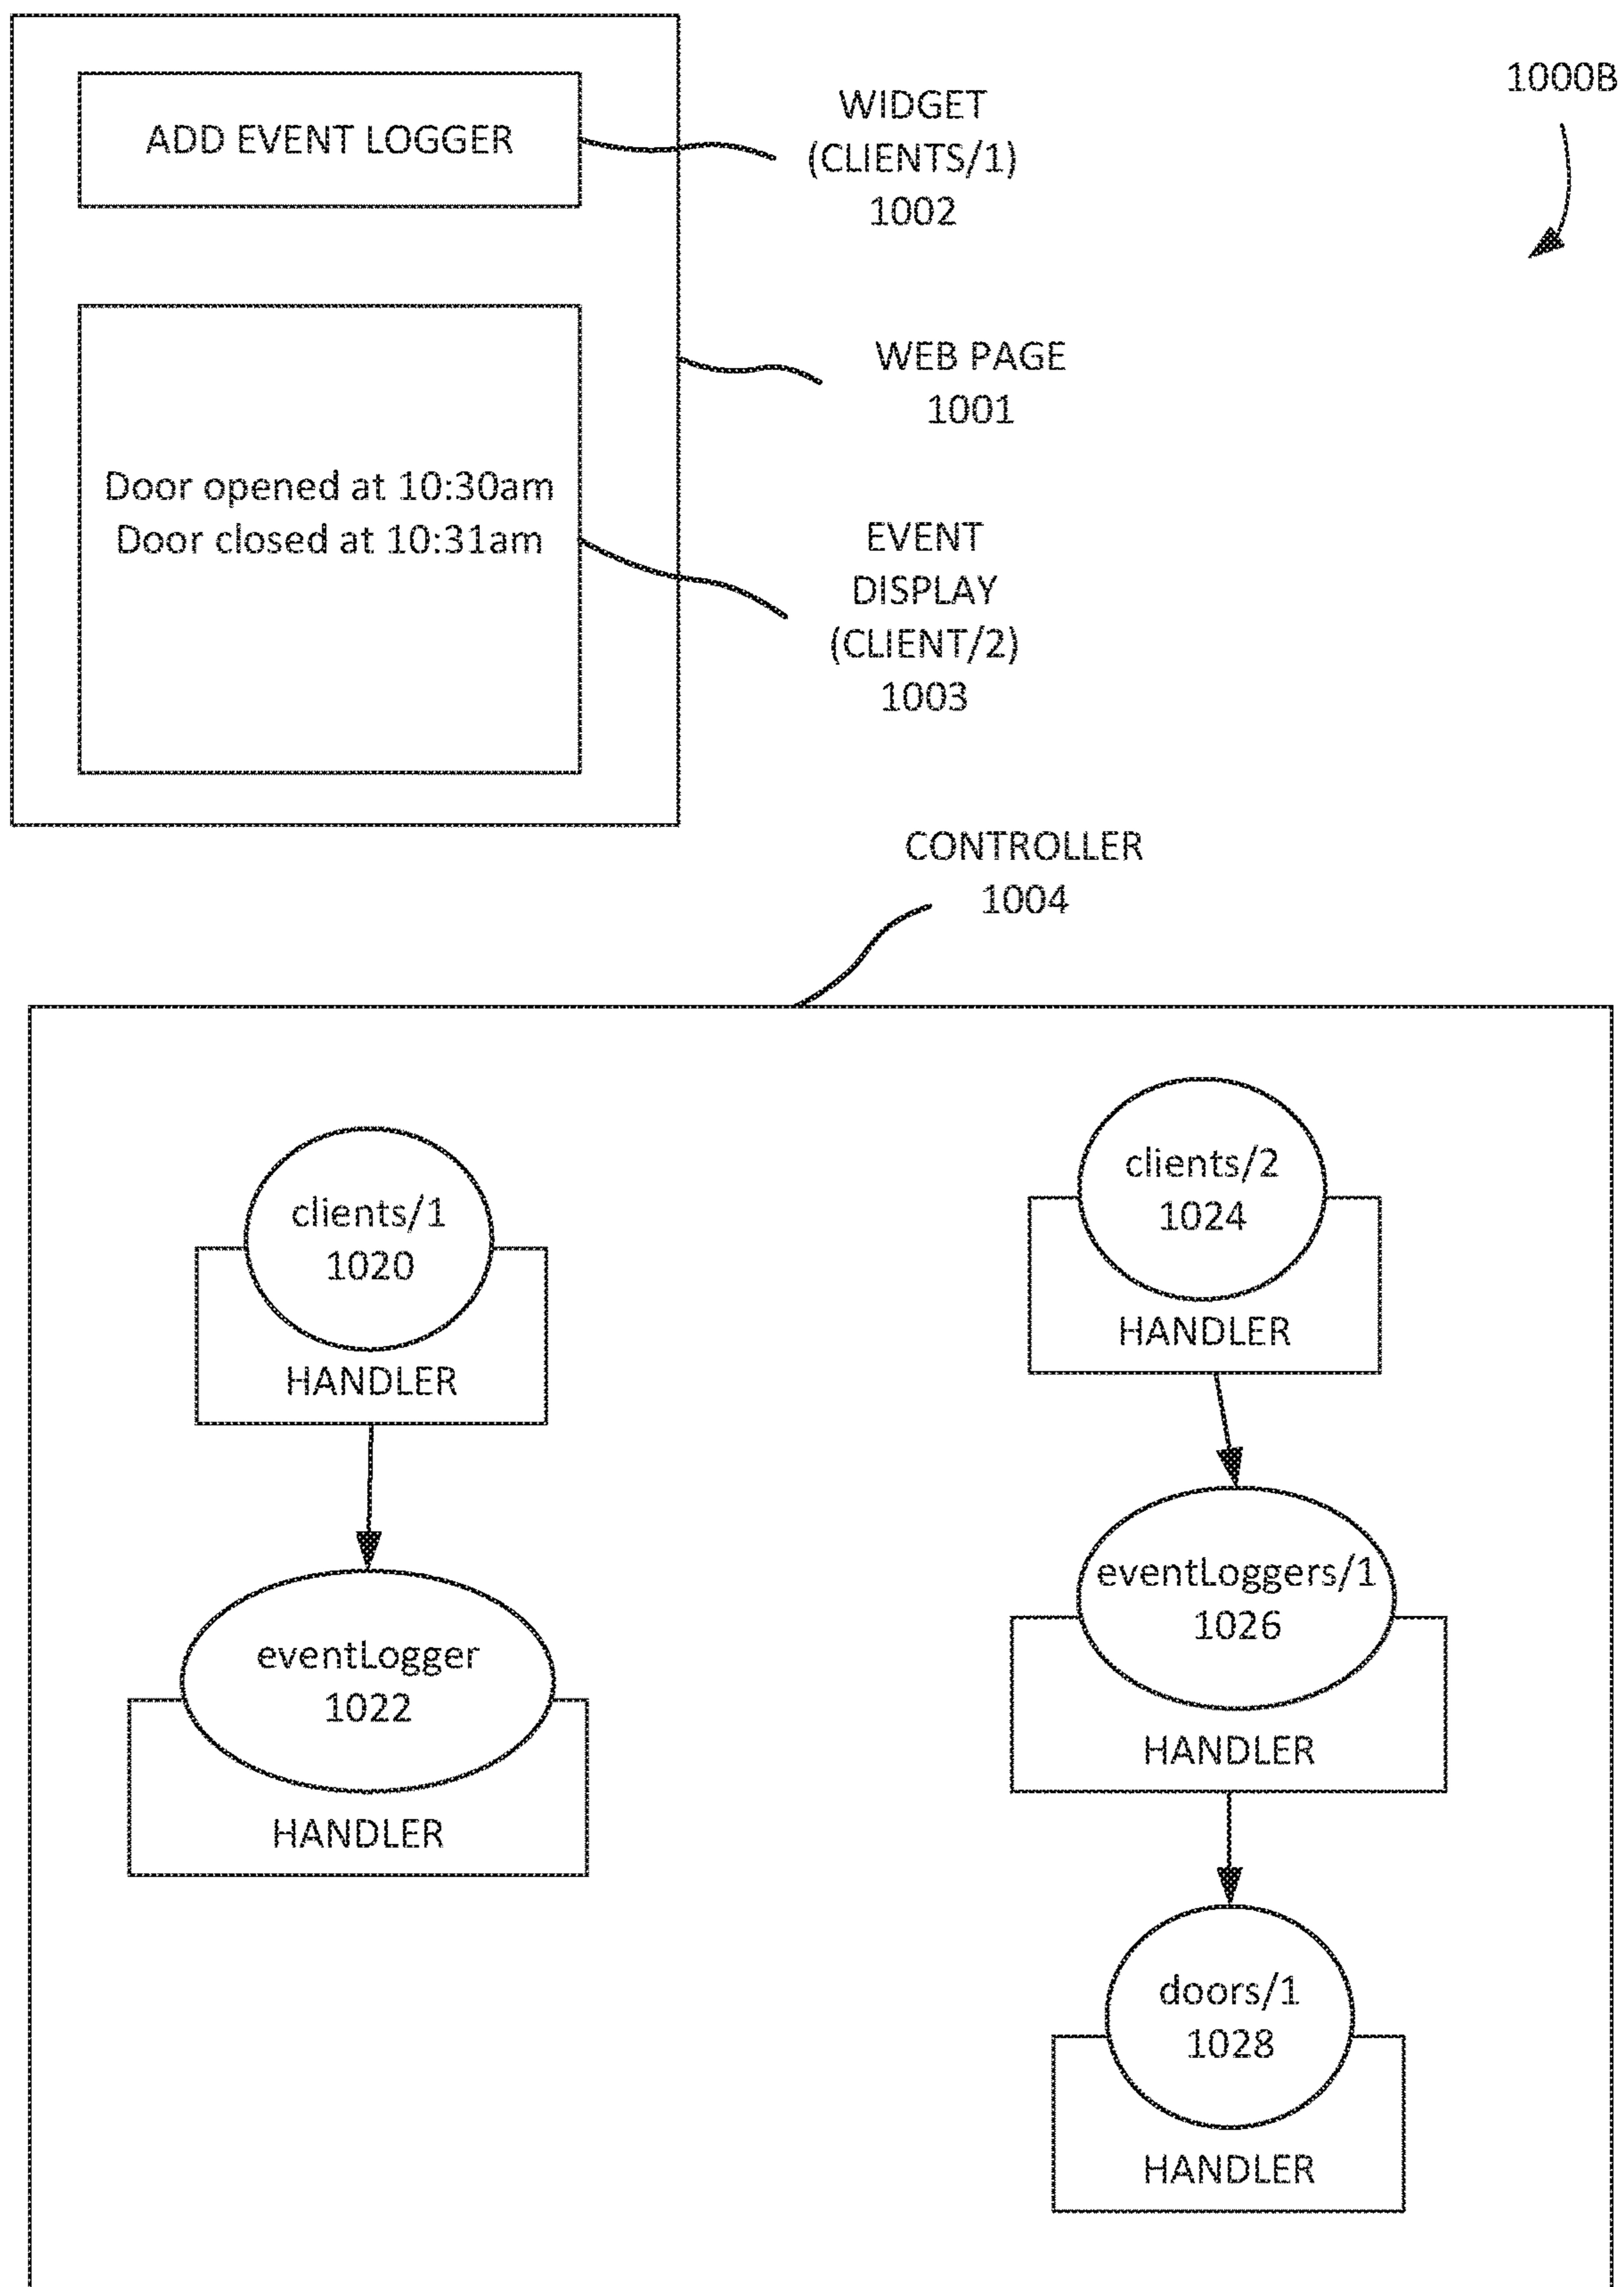 1000B
ADD EVENT LOGGER
WIDGET
(CLIENTS/1)
1002
WEB PAGE
1001
Door opened at 10:30am
Door closed at 10:31am
EVENT
DISPLAY
(CLIENT/2)
1003
CONTROLLER
1004
clients/1
1020
HANDLER
eventLogger
1022
HANDLER
clients/2
1024
HANDLER
eventLoggers/1
1026
HANDLER
doors/1
1028
HANDLER